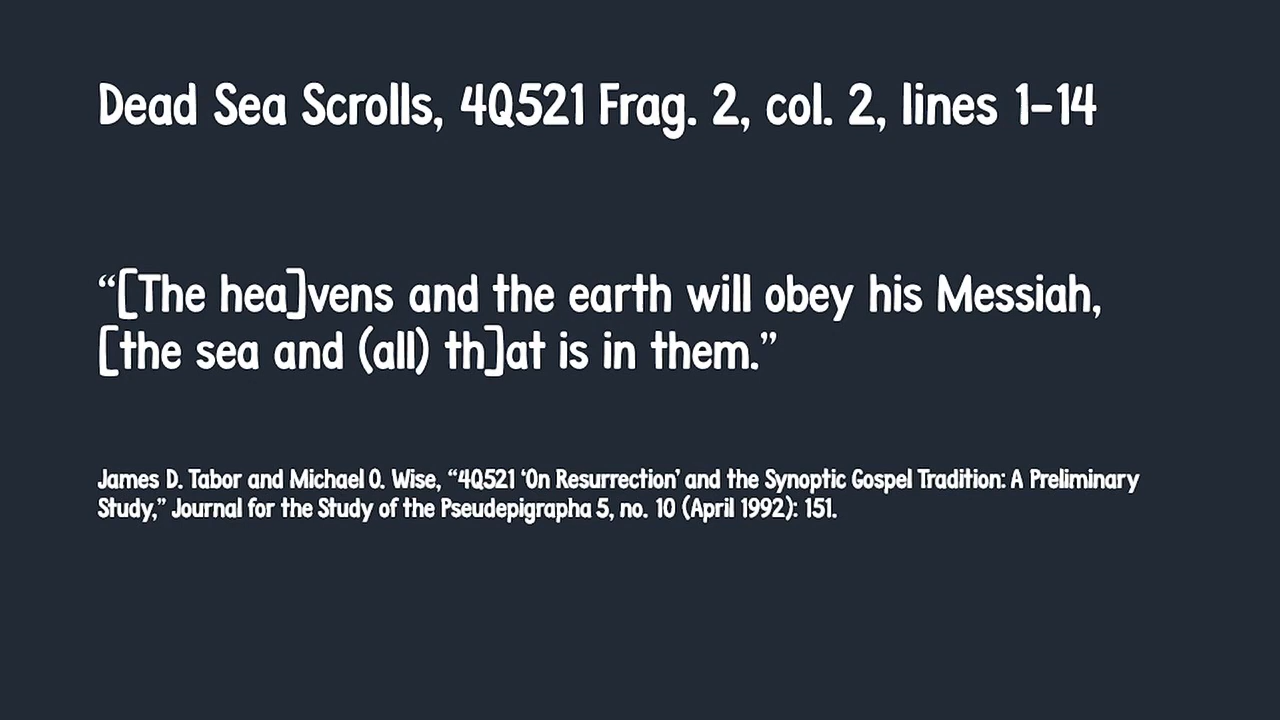 Dead Sea Scrolls, 4Q521 Frag. 2, col. 2, lines 1-14
“[The hea]vens and the earth will obey his Messiah,
[the sea and (all) th]at is in them.”
James D. Tabor and Michael O. Wise, “4Q521 ‘On Resurrection’ and the Synoptic Gospel Tradition: A Preliminary
Study,” Journal for the Study of the Pseudepigrapha 5, no. 10 (April 1992): 151.